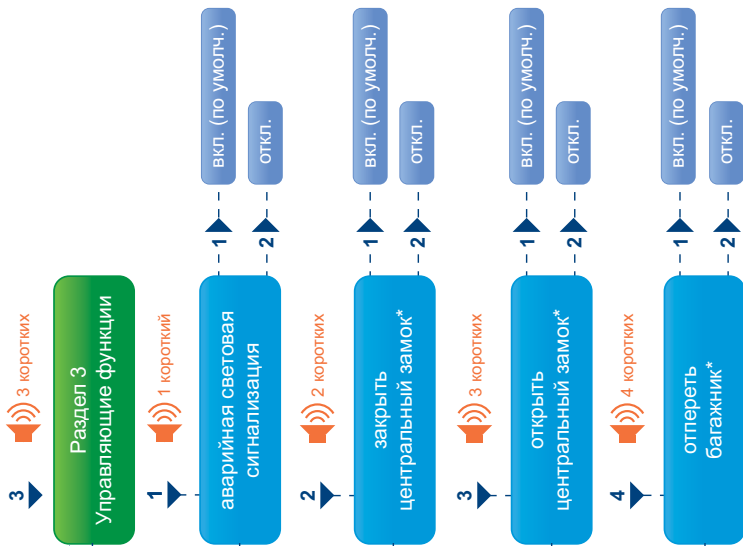 3
3 коротких
Раздел 3
Управляющие функции
1
1 короткий
аварийная световая
сигнализация
1
вкл. (по умолч.)
2
откл.
2
2 коротких
закрыть
центральный замок*
1
вкл. (по умолч.)
2
откл.
3
3 коротких
открыть
центральный замок*
1
вкл. (по умолч.)
2
откл.
4
4 коротких
отпереть
багажник*
1
вкл. (по умолч.)
2
откл.